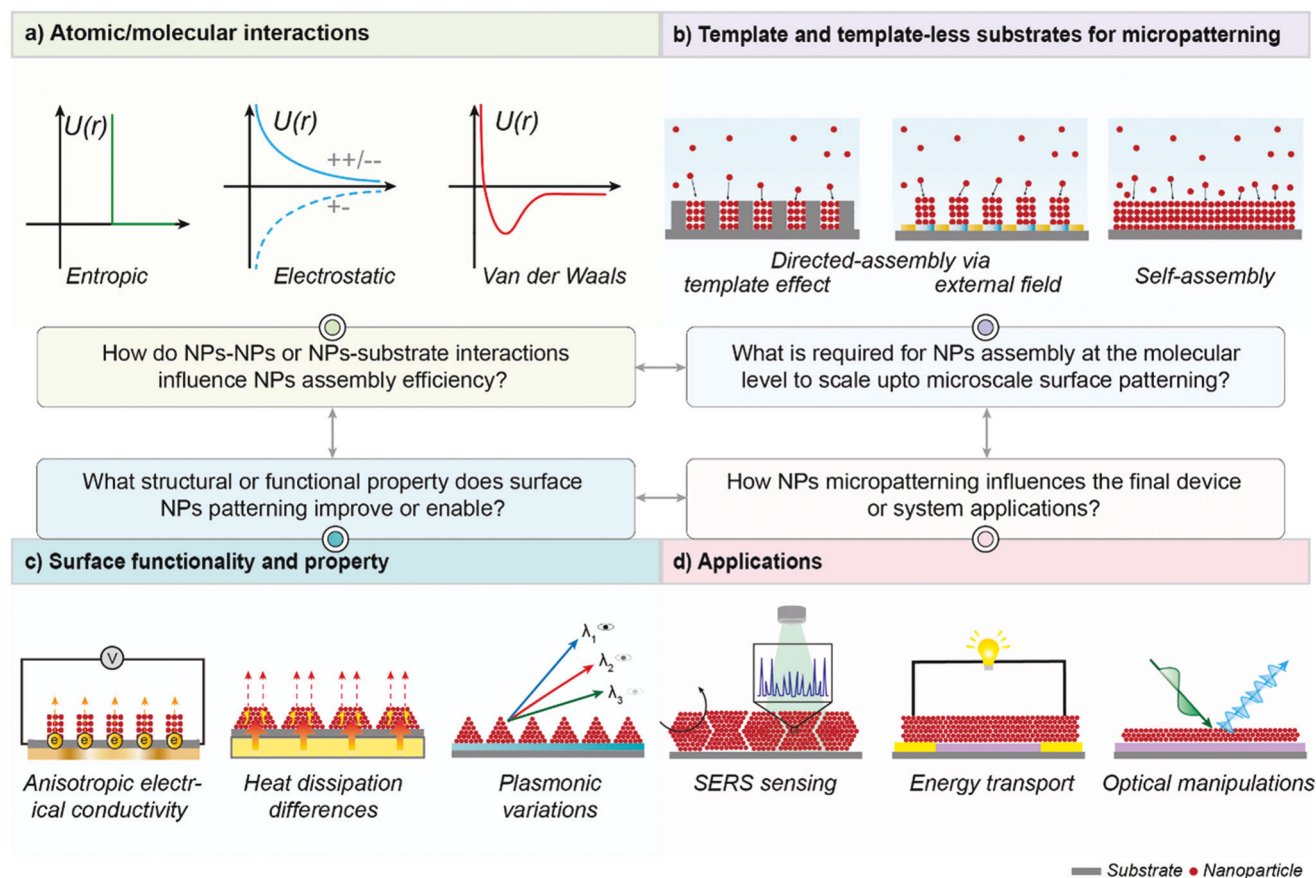 a) Atomic/molecular interactions
U(r)
Entropic
U(r)
++/--
+-
Electrostatic
U(r)
Van der Waals
b) Template and template-less substrates for micropatterning
Directed-assembly via
template effect
external field
Self-assembly
How do NPs-NPs or NPs-substrate interactions
influence NPs assembly efficiency?
What is required for NPs assembly at the molecular
level to scale upto microscale surface patterning?
What structural or functional property does surface
NPs patterning improve or enable?
How NPs micropatterning influences the final device
or system applications?
c) Surface functionality and property
V
e e e e e
Anisotropic electr-
ical conductivity
Heat dissipation
differences
λ1
λ2
λ3
Plasmonic
variations
d) Applications
SERS sensing
Energy transport
Optical manipulations
Substrate
Nanoparticle